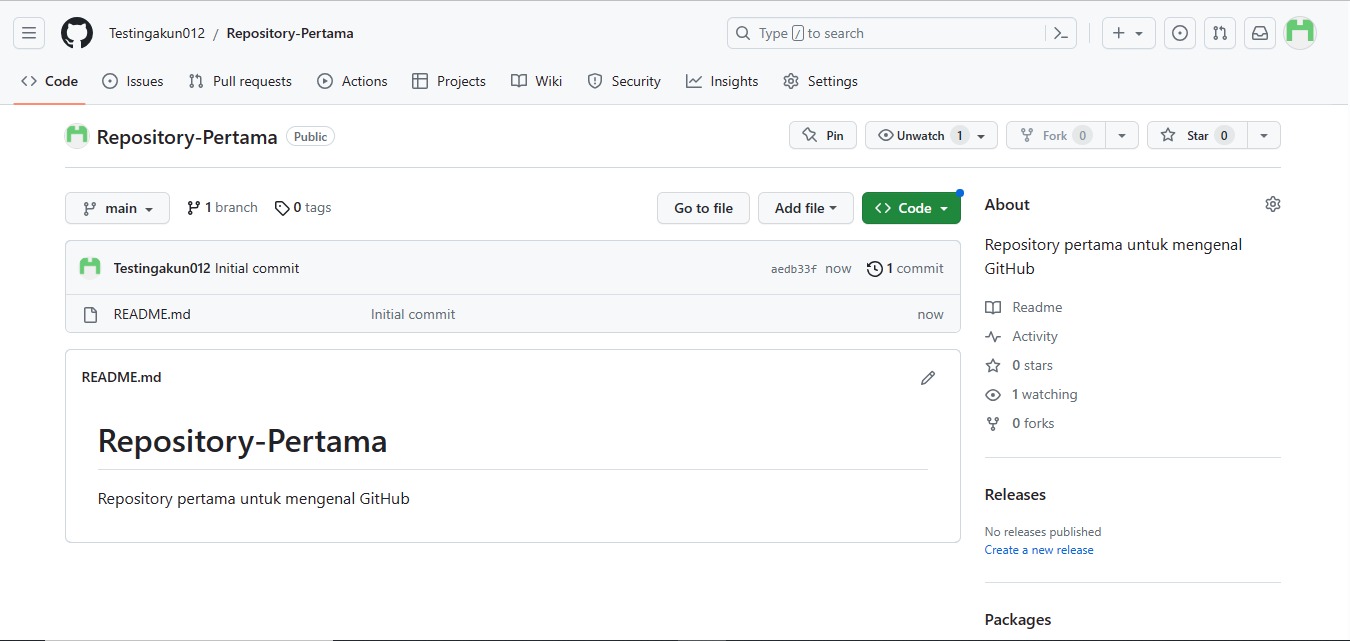 Testingakun012 / Repository-Pertama
Type / to search
Code Issues Pull requests Actions Projects Wiki Security Insights Settings
Repository-Pertama Public
Pin Unwatch 1 Fork 0 Star 0
main 1 branch 0 tags Go to file Add file Code
Testingakun012 Initial commit aedb33f now 1 commit
README.md Initial commit now
README.md
Repository-Pertama
Repository pertama untuk mengenal GitHub
About
Repository pertama untuk mengenal
GitHub
Readme
Activity
0 stars
1 watching
0 forks
Releases
No releases published
Create a new release
Packages